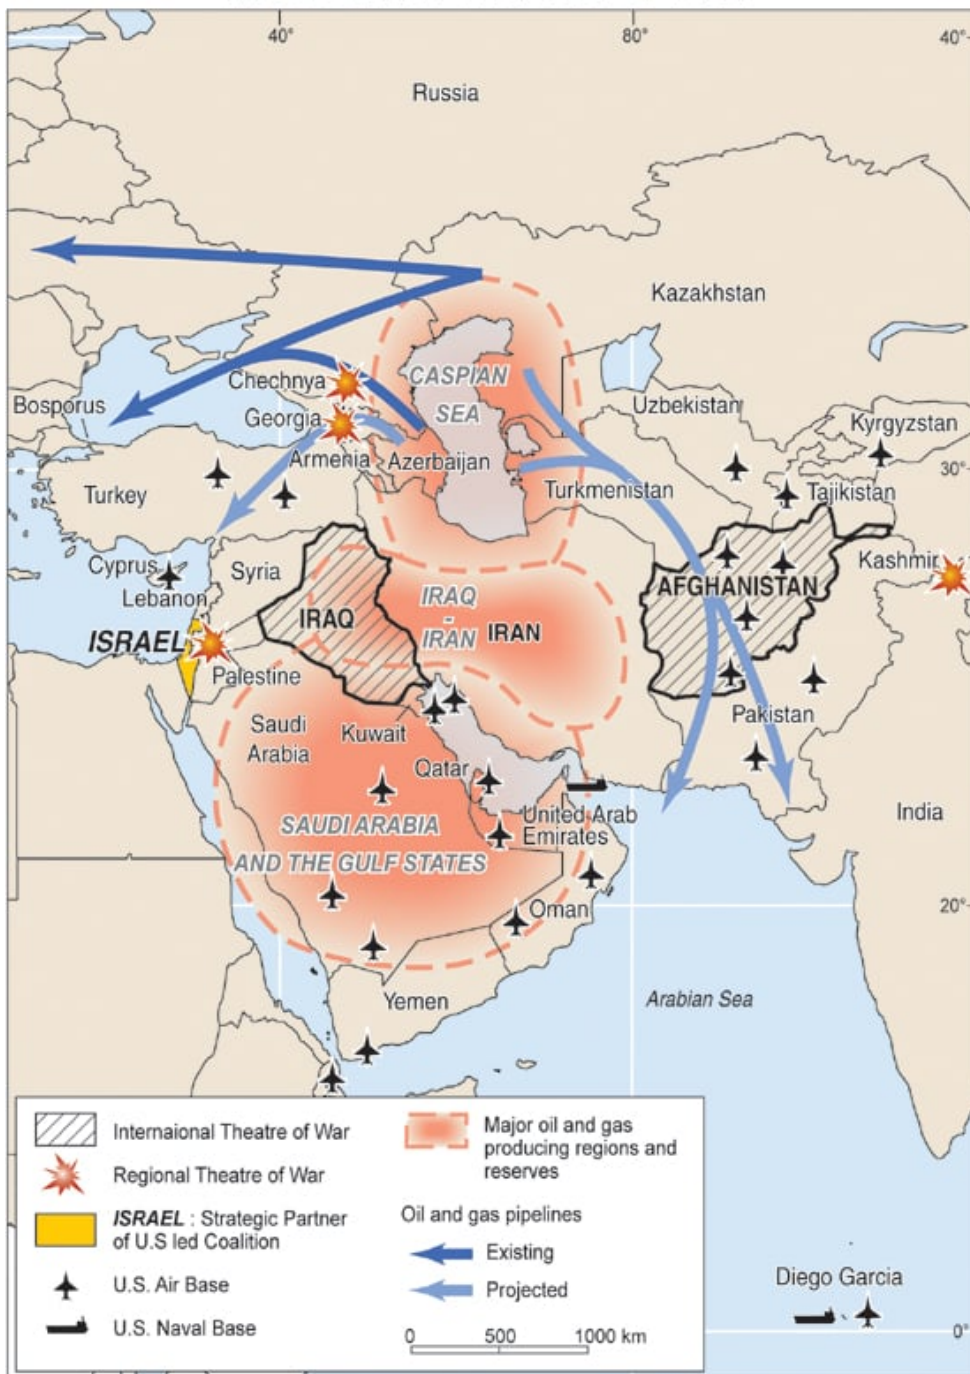 40°
80°
40°
Russia
Kazakhstan
CASPIAN
SEA
Chechnya
Bosporus
Georgia
Uzbekistan
Kyrgyzstan
Armenia
Azerbaijan
30°
Turkey
Turkmenistan
Tajikistan
Cyprus
Syria
Kashmir
Lebanon
AFGHANISTAN
IRAQ
-
IRAN
IRAQ
IRAN
ISRAEL
Palestine
Saudi
Arabia
Kuwait
Pakistan
Qatar
India
United Arab
Emirates
SAUDI ARABIA
AND THE GULF STATES
Oman
20°
Yemen
Arabian Sea
Internaional Theatre of War
Regional Theatre of War
ISRAEL : Strategic Partner
of U.S led Coalition
U.S. Air Base
U.S. Naval Base
Major oil and gas
producing regions and
reserves
Oil and gas pipelines
Existing
Projected
0 500 1000 km
Diego Garcia
0°